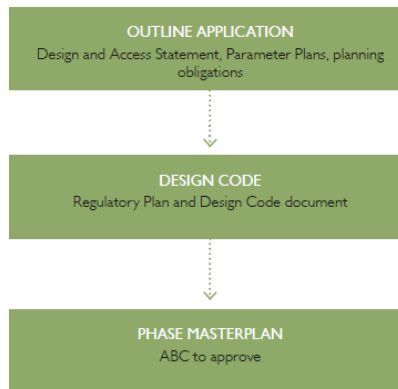 OUTLINE APPLICATION
Design and Access Statement, Parameter Plans, planning
obligations
DESIGN CODE
Regulatory Plan and Design Code document
PHASE MASTERPLAN
ABC to approve